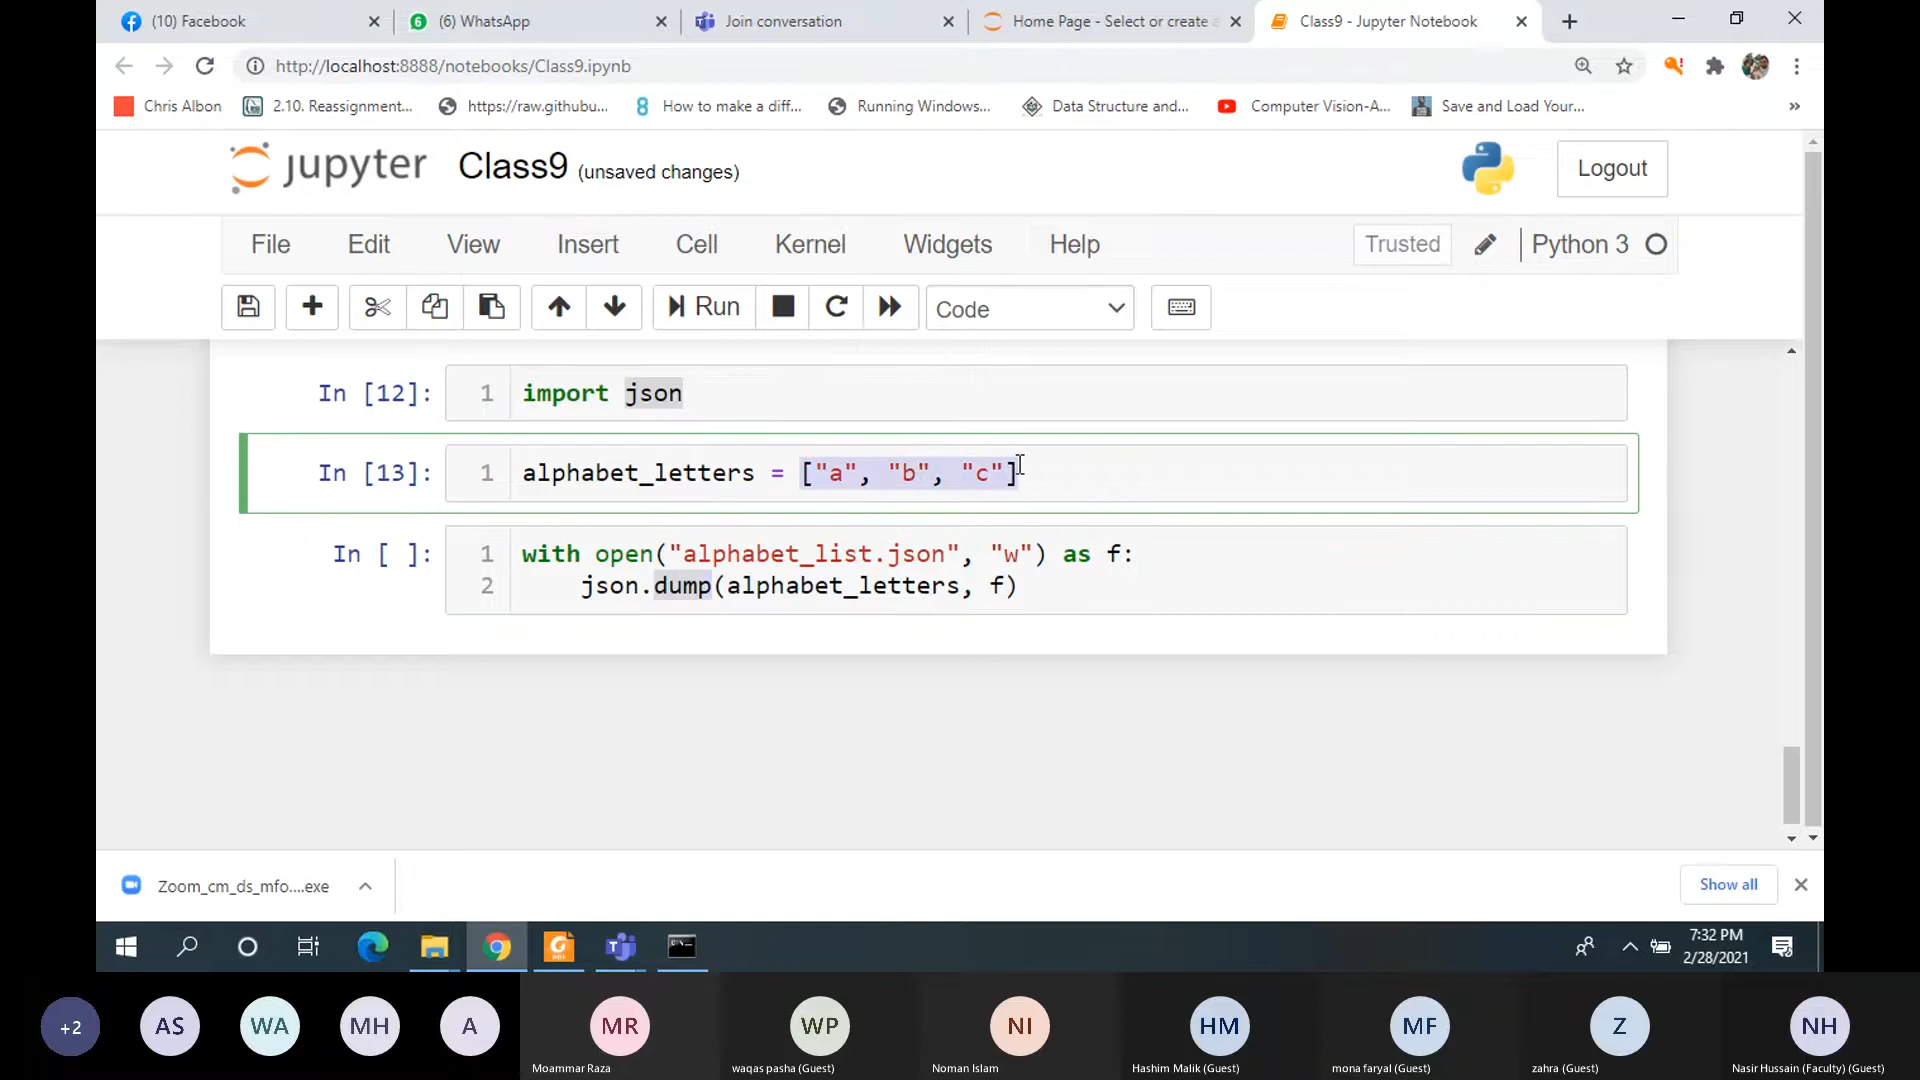 (10) Facebook
(6) WhatsApp
Join conversation
Home Page - Select or create a
Class9 - Jupyter Notebook
http://localhost:8888/notebooks/Class9.ipynb
Chris Albon
2.10. Reassignment...
https://raw.githubu...
How to make a diff...
Running Windows...
Data Structure and...
Computer Vision-A...
Save and Load Your...
»
jupyter Class9 (unsaved changes)
Logout
File Edit View Insert Cell Kernel Widgets Help
Trusted
Python 3
Run
Code
In [12]: 1 import json
In [13]: 1 alphabet_letters = ["a", "b", "c"]
In [ ]: 1 with open("alphabet_list.json", "w") as f:
2 json.dump(alphabet_letters, f)
Zoom_cm_ds_mfo....exe
Show all
7:32 PM
2/28/2021
+2 AS WA MH A MR WP NI HM MF Z NH
Moammar Raza
waqas pasha (Guest)
Noman Islam
Hashim Malik (Guest)
mona faryal (Guest)
zahra (Guest)
Nasir Hussain (Faculty) (Guest)